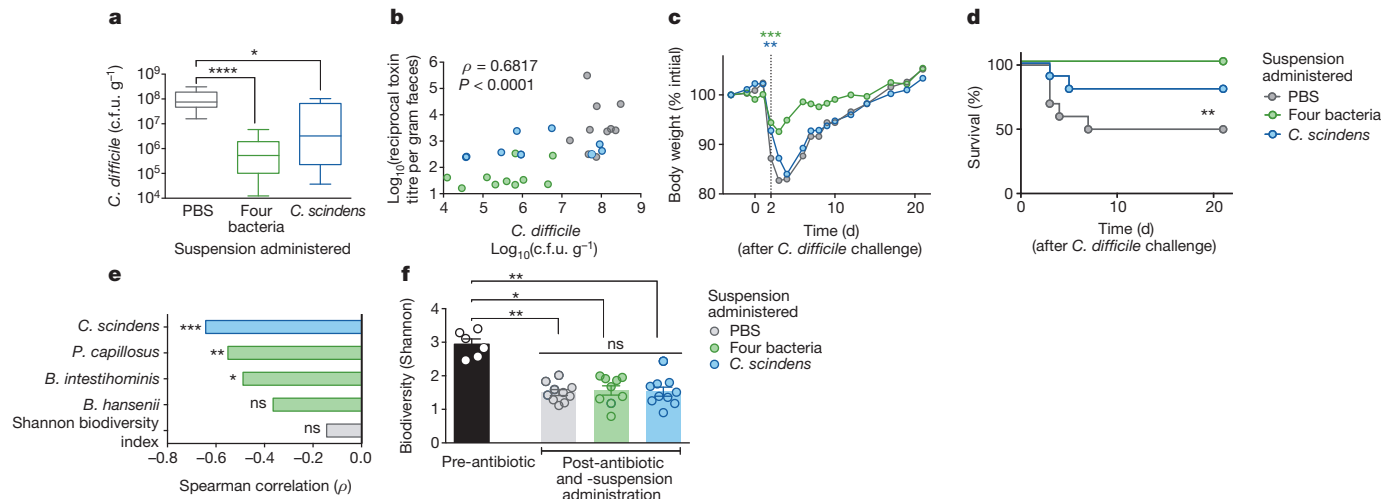 a
C. difficile (c.f.u. g⁻¹)
10⁹
10⁸
10⁷
10⁶
10⁵
10⁴
*
****
PBS
Four
bacteria
C. scindens
Suspension administered
b
Log₁₀(reciprocal toxin
titre per gram faeces)
6
5
4
3
2
1
ρ = 0.6817
P < 0.0001
4 5 6 7 8 9
C. difficile
Log₁₀(c.f.u. g⁻¹)
c
***
**
Body weight (% intiial)
100
90
80
0 2 10 20
Time (d)
(after C. difficile challenge)
d
Survival (%)
100
50
0
**
0 10 20
Time (d)
(after C. difficile challenge)
Suspension
administered
PBS
Four bacteria
C. scindens
e
C. scindens
P. capillosus
B. intestihominis
B. hansenii
Shannon biodiversity
index
***
**
*
ns
ns
–0.8 –0.6 –0.4 –0.2 0.0
Spearman correlation (ρ)
f
Biodiversity (Shannon)
4
3
2
1
0
**
*
**
ns
Pre-antibiotic
Post-antibiotic
and -suspension
administration
Suspension
administered
PBS
Four bacteria
C. scindens